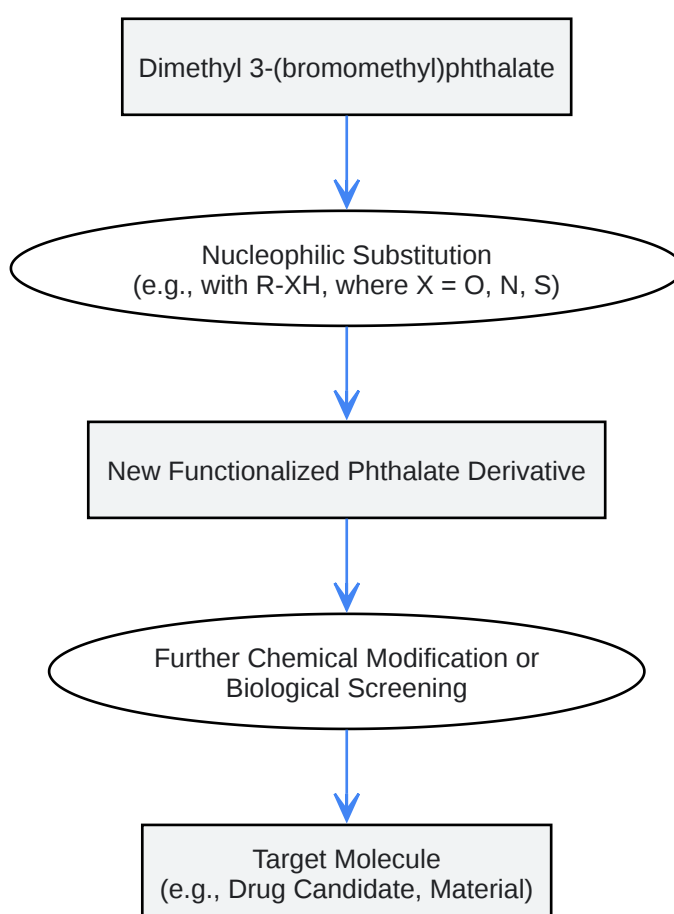 Dimethyl 3-(bromomethyl)phthalate
Nucleophilic Substitution
(e.g., with R-XH, where X = O, N, S)
New Functionalized Phthalate Derivative
Further Chemical Modification or
Biological Screening
Target Molecule
(e.g., Drug Candidate, Material)